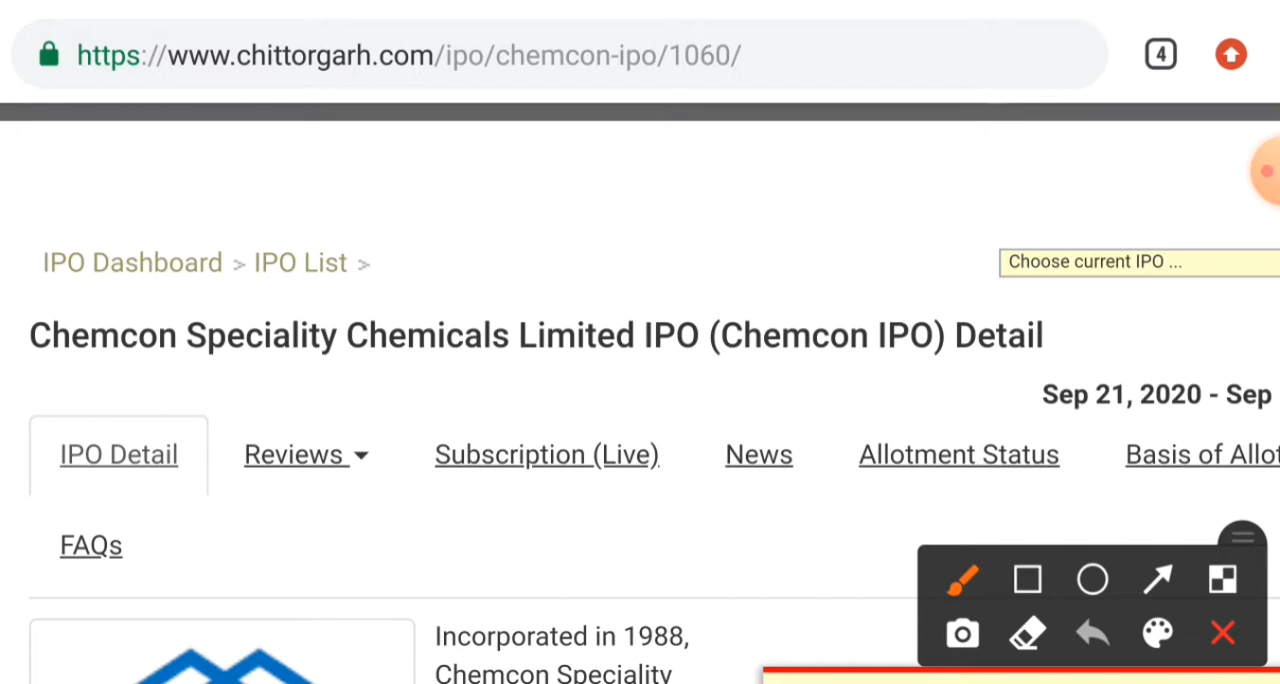 https://www.chittorgarh.com/ipo/chemcon-ipo/1060/
4
IPO Dashboard > IPO List >
Choose current IPO ...
Chemcon Speciality Chemicals Limited IPO (Chemcon IPO) Detail
Sep 21, 2020 - Sep
IPO Detail Reviews Subscription (Live) News Allotment Status Basis of Allot
FAQs
Incorporated in 1988,
Chemcon Speciality